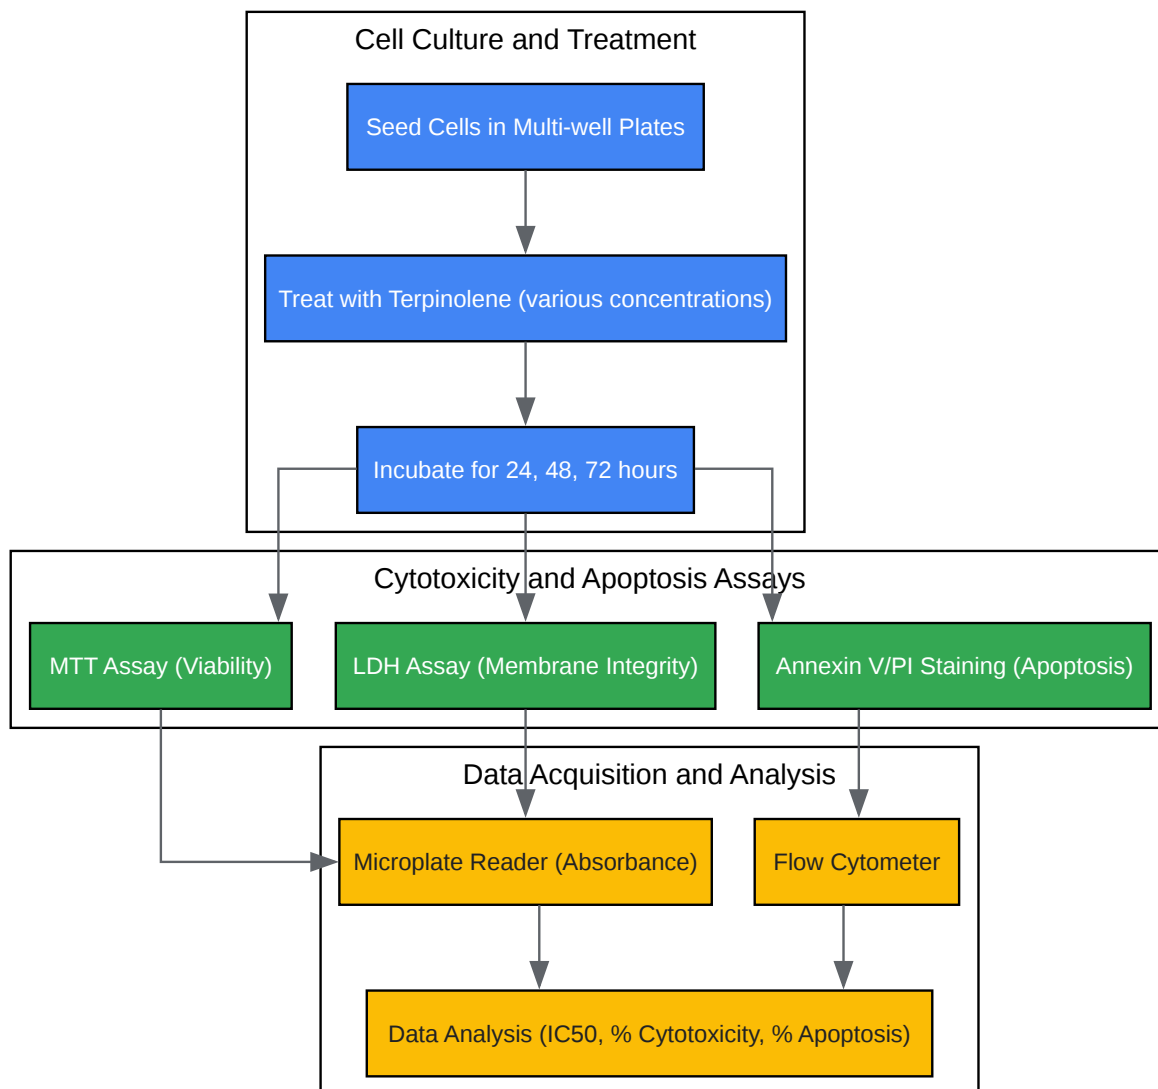 Cell Culture and Treatment
Seed Cells in Multi-well Plates
Treat with Terpinolene (various concentrations)
Incubate for 24, 48, 72 hours
Cytotoxicity and Apoptosis Assays
MTT Assay (Viability)
LDH Assay (Membrane Integrity)
Annexin V/PI Staining (Apoptosis)
Data Acquisition and Analysis
Microplate Reader (Absorbance)
Flow Cytometer
Data Analysis (IC50, % Cytotoxicity, % Apoptosis)